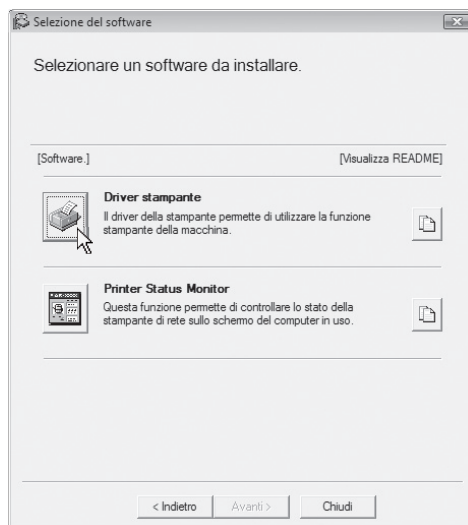 Selezione del software
Selezionare un software da installare.
[Software.] [Visualizza README]
Driver stampante
Il driver della stampante permette di utilizzare la funzione
stampante della macchina.
Printer Status Monitor
Questa funzione permette di controllare lo stato della
stampante di rete sullo schermo del computer in uso.
< Indietro Avanti > Chiudi